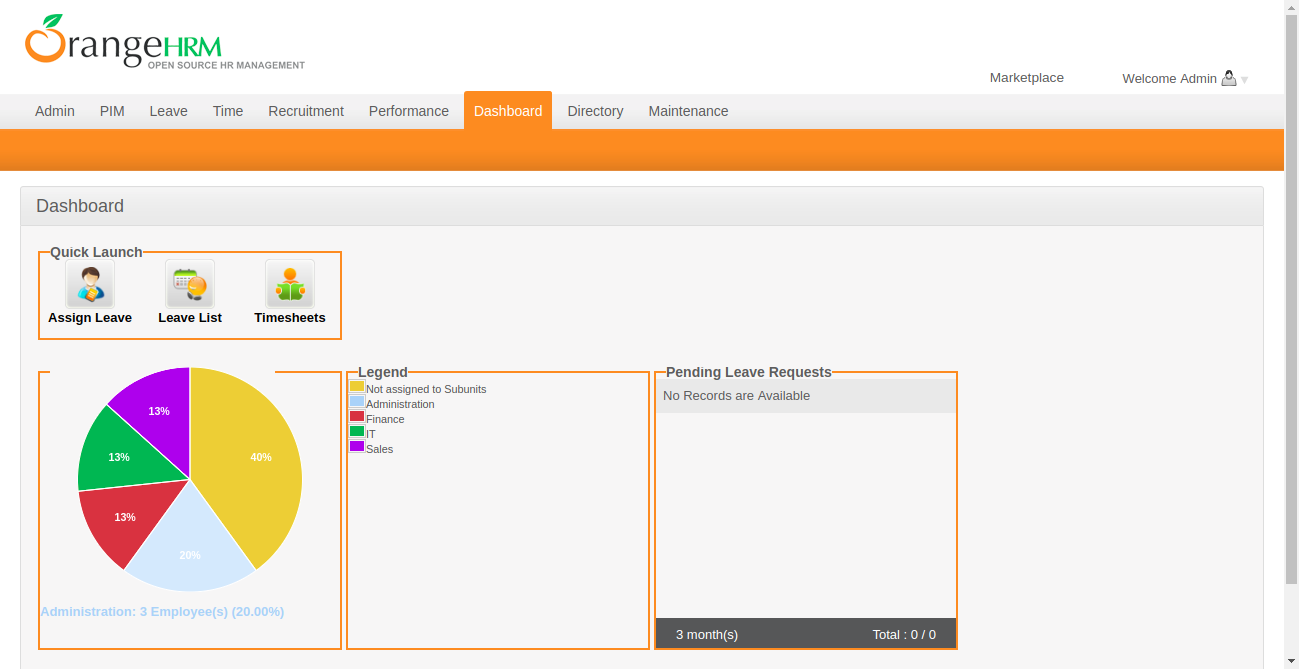 OrangeHRM
OPEN SOURCE HR MANAGEMENT
Marketplace
Welcome Admin
Admin PIM Leave Time Recruitment Performance Dashboard Directory Maintenance
Dashboard
Quick Launch
Assign Leave Leave List Timesheets
13%
40%
13%
13%
20%
Administration: 3 Employee(s) (20.00%)
Legend
Not assigned to Subunits
Administration
Finance
IT
Sales
Pending Leave Requests
No Records are Available
3 month(s) Total : 0 / 0